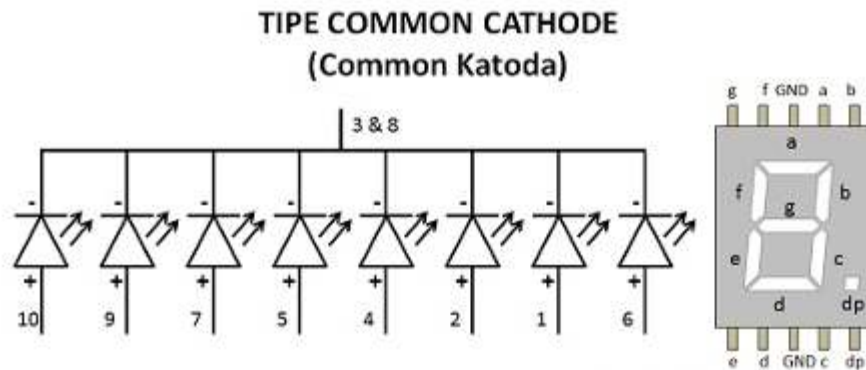 TIPE COMMON CATHODE
(Common Katoda)
3 & 8
- - - - - - - -
+ + + + + + + +
10 9 7 5 4 2 1 6
g f GND a b
a
f b
g
e c
d dp
e d GND c dp